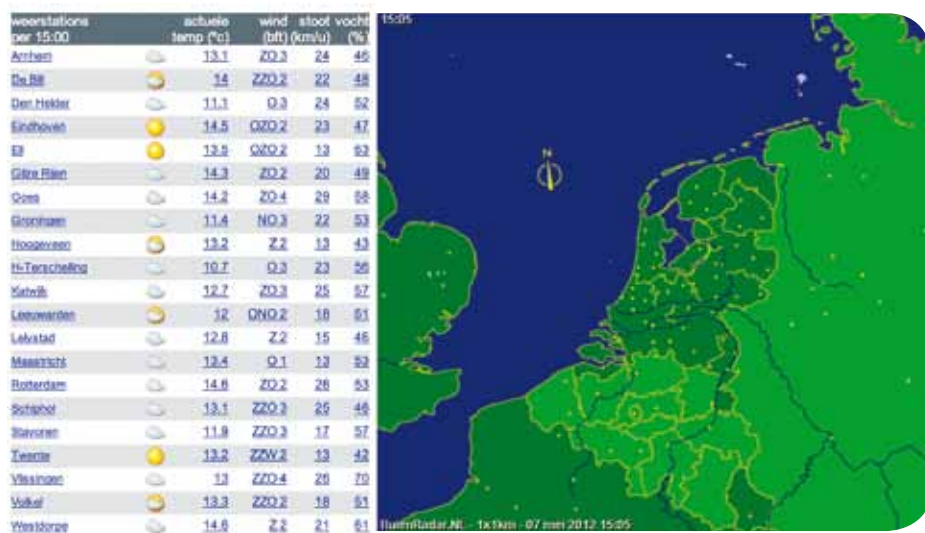 weerstations actuele wind stoot vocht
per 15:00 temp (°c) (bft) (km/u) (%)
Arnhem 13.1 ZO 3 24 46
De Bilt 14 ZZO 2 22 48
Den Helder 11.1 O 3 24 52
Eindhoven 14.5 OZO 2 23 47
Ell 13.5 OZO 2 13 53
Gilze Rijen 14.3 ZO 2 20 49
Goes 14.2 ZO 4 29 58
Groningen 11.4 NO 3 22 53
Hoogeveen 13.2 Z 2 13 43
H-Terschelling 10.7 O 3 23 56
Katwijk 12.7 ZO 3 25 57
Leeuwarden 12 ONO 2 18 51
Lelystad 12.8 Z 2 15 46
Maastricht 13.4 O 1 13 53
Rotterdam 14.6 ZO 2 26 53
Schiphol 13.1 ZZO 3 25 46
Stavoren 11.9 ZZO 3 17 57
Twente 13.2 ZZW 2 13 42
Vlissingen 13 ZZO 4 26 70
Volkel 13.3 ZZO 2 18 51
Westdorpe 14.6 Z 2 21 61
15:05
N
BuienRadar.NL - 1x1km - 07 mei 2012 15:05